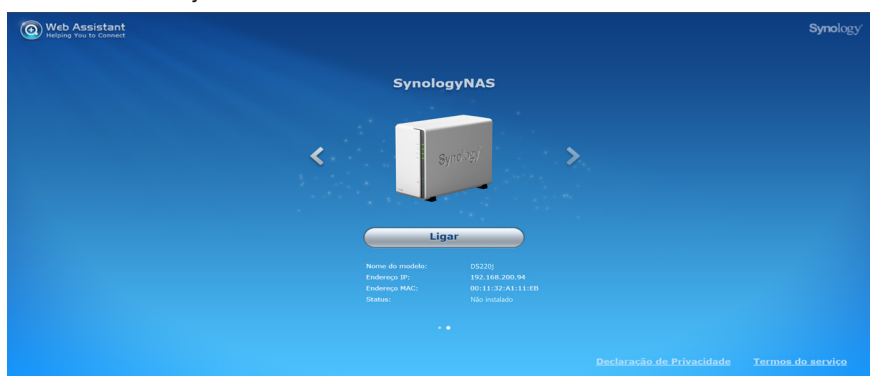 Web Assistant
Helping You to Connect
Synology
SynologyNAS
Synology
Ligar
Nome do modelo: DS220j
Endereço IP: 192.168.200.94
Endereço MAC: 00:11:32:A1:11:EB
Status: Não instalado
Declaração de Privacidade Termos do serviço